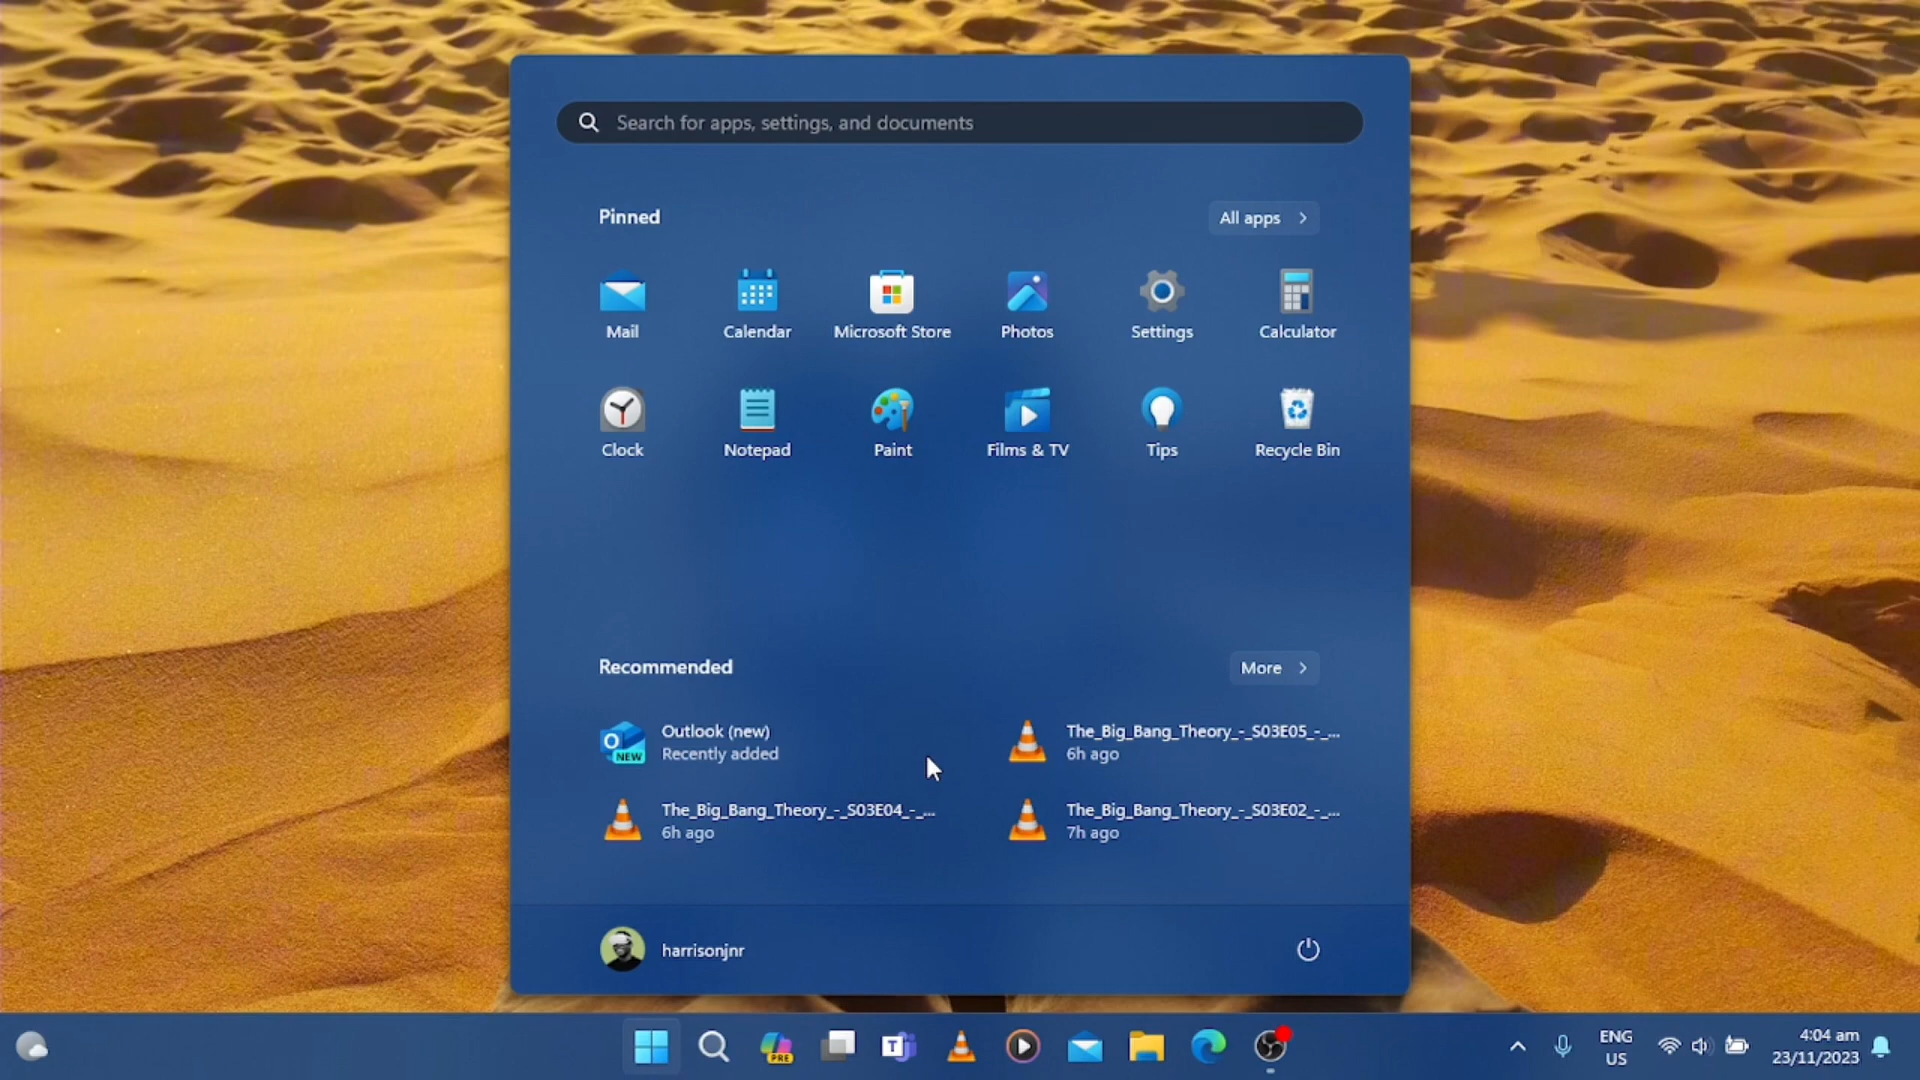 Search for apps, settings, and documents
Pinned
All apps
Mail
Calendar
Microsoft Store
Photos
Settings
Calculator
Clock
Notepad
Paint
Films & TV
Tips
Recycle Bin
Recommended
More
Outlook (new)
Recently added
The_Big_Bang_Theory_-_S03E05_-_...
6h ago
The_Big_Bang_Theory_-_S03E04_-_...
6h ago
The_Big_Bang_Theory_-_S03E02_-_...
7h ago
O
NEW
harrisonjnr
PRE
T
ENG
US
4:04 am
23/11/2023